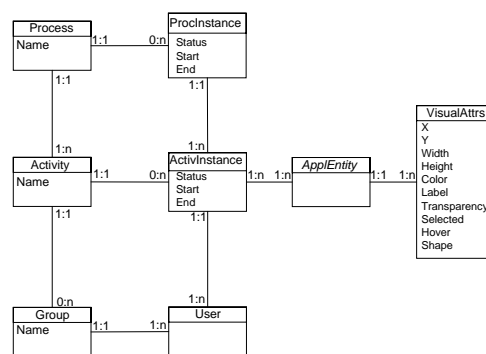 Process
Name
1:1
0:n
ProcInstance
Status
Start
End
1:1
1:1
1:n
1:n
Activity
Name
1:1
0:n
ActivInstance
Status
Start
End
1:n
1:n
ApplEntity
1:1
1:n
VisualAttrs
X
Y
Width
Height
Color
Label
Transparency
Selected
Hover
Shape
1:1
1:1
0:n
1:n
Group
Name
1:1
1:n
User